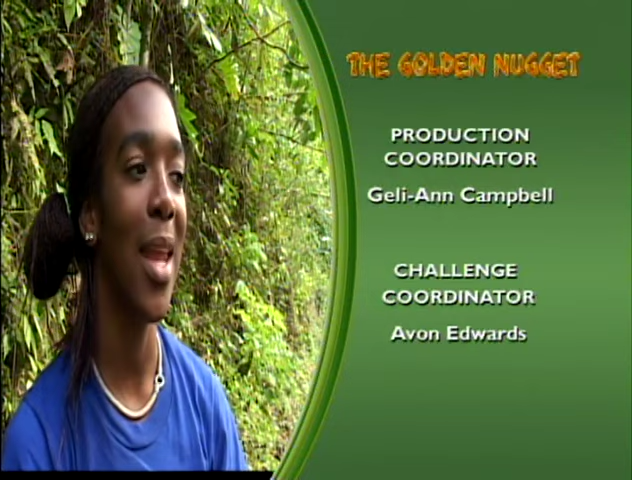 THE GOLDEN NUGGET
PRODUCTION
COORDINATOR
Geli-Ann Campbell
CHALLENGE
COORDINATOR
Avon Edwards